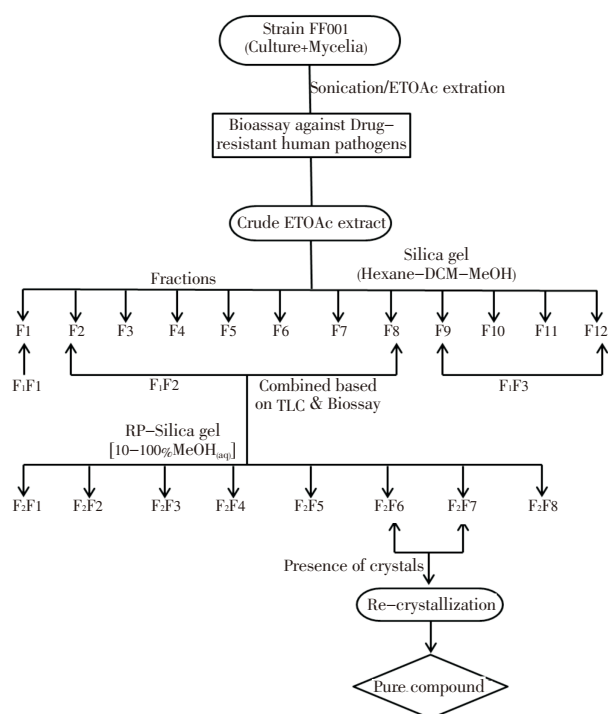 Strain FF001
(Culture+Mycelia)
Sonication/ETOAc extration
Bioassay against Drug–
resistant human pathogens
Crude ETOAc extract
Silica gel
(Hexane–DCM–MeOH)
Fractions
F1 F2 F3 F4 F5 F6 F7 F8 F9 F10 F11 F12
F₁F1 F₁F2 Combined based F₁F3
on TLC & Biossay
RP–Silica gel
[10–100%MeOH₍aq₎]
F₂F1 F₂F2 F₂F3 F₂F4 F₂F5 F₂F6 F₂F7 F₂F8
Presence of crystals
Re–crystallization
Pure compound